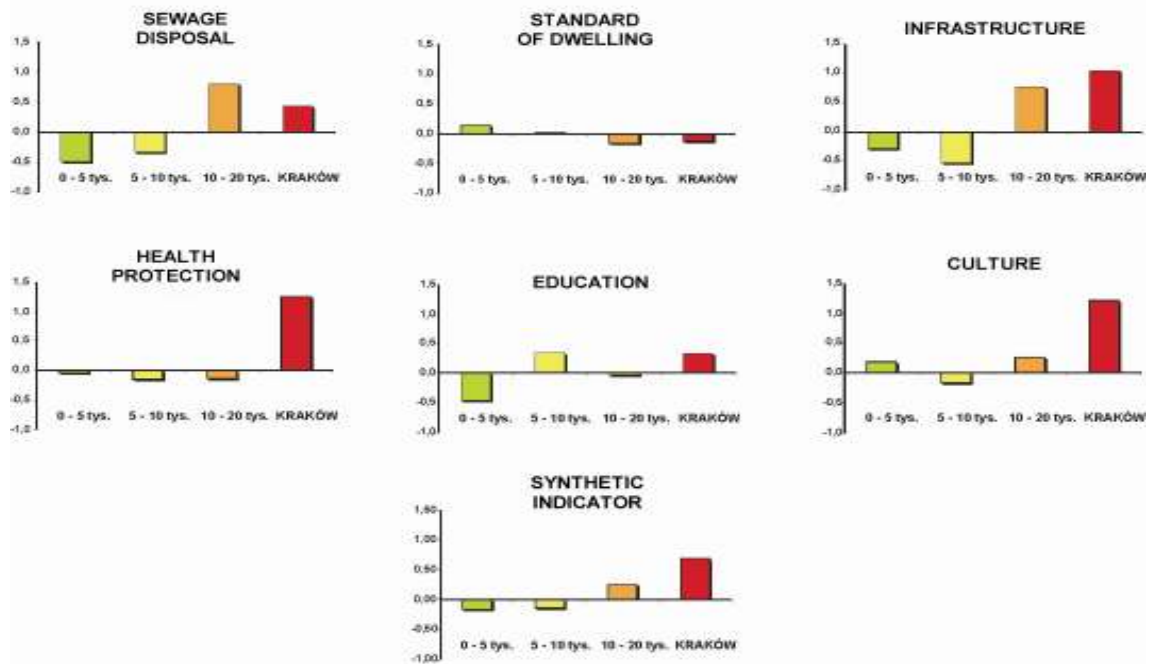 SEWAGE
DISPOSAL
1,5
1,0
0,5
0,0
-0,5
-1,0
0 - 5 tys. 5 - 10 tys. 10 - 20 tys. KRAKÓW
STANDARD
OF DWELLING
1,5
1,0
0,5
0,0
-0,5
-1,0
0 - 5 tys. 5 - 10 tys. 10 - 20 tys. KRAKÓW
INFRASTRUCTURE
1,5
1,0
0,5
0,0
-0,5
-1,0
0 - 5 tys. 5 - 10 tys. 10 - 20 tys. KRAKÓW
HEALTH
PROTECTION
1,5
1,0
0,5
0,0
-0,5
-1,0
0 - 5 tys. 5 - 10 tys. 10 - 20 tys. KRAKÓW
EDUCATION
1,5
1,0
0,5
0,0
-0,5
-1,0
0 - 5 tys. 5 - 10 tys. 10 - 20 tys. KRAKÓW
CULTURE
1,5
1,0
0,5
0,0
-0,5
-1,0
0 - 5 tys. 5 - 10 tys. 10 - 20 tys. KRAKÓW
SYNTHETIC
INDICATOR
1,50
1,00
0,50
0,00
-0,50
-1,00
0 - 5 tys. 5 - 10 tys. 10 - 20 tys. KRAKÓW